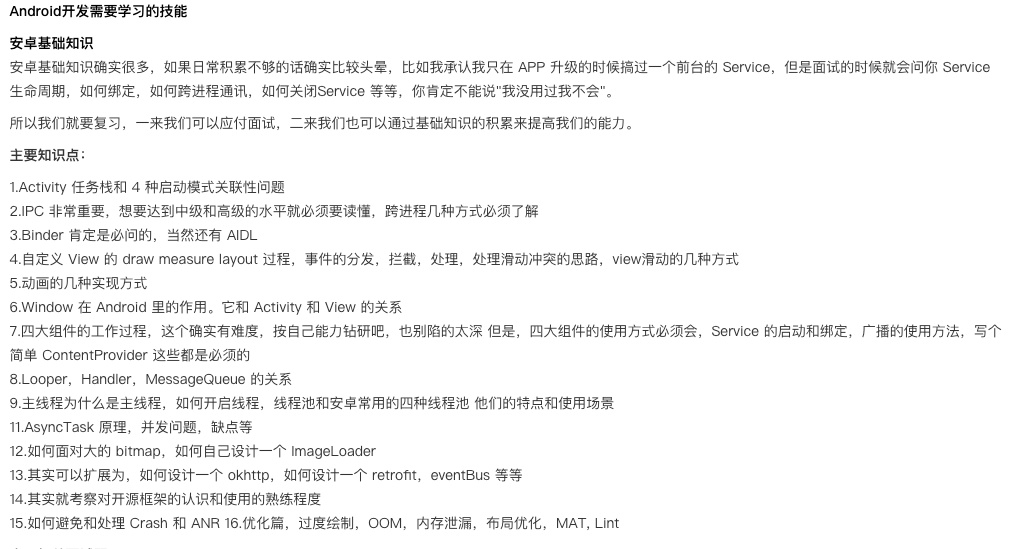 Android开发需要学习的技能
安卓基础知识
安卓基础知识确实很多，如果日常积累不够的话确实比较头晕，比如我承认我只在 APP 升级的时候搞过一个前台的 Service，但是面试的时候就会问你 Service
生命周期，如何绑定，如何跨进程通讯，如何关闭Service 等等，你肯定不能说"我没用过我不会"。
所以我们就要复习，一来我们可以应付面试，二来我们也可以通过基础知识的积累来提高我们的能力。
主要知识点：
1.Activity 任务栈和 4 种启动模式关联性问题
2.IPC 非常重要，想要达到中级和高级的水平就必须要读懂，跨进程几种方式必须了解
3.Binder 肯定是必问的，当然还有 AIDL
4.自定义 View 的 draw measure layout 过程，事件的分发，拦截，处理，处理滑动冲突的思路，view滑动的几种方式
5.动画的几种实现方式
6.Window 在 Android 里的作用。它和 Activity 和 View 的关系
7.四大组件的工作过程，这个确实有难度，按自己能力钻研吧，也别陷的太深 但是，四大组件的使用方式必须会，Service 的启动和绑定，广播的使用方法，写个
简单 ContentProvider 这些都是必须的
8.Looper，Handler，MessageQueue 的关系
9.主线程为什么是主线程，如何开启线程，线程池和安卓常用的四种线程池 他们的特点和使用场景
11.AsyncTask 原理，并发问题，缺点等
12.如何面对大的 bitmap，如何自己设计一个 ImageLoader
13.其实可以扩展为，如何设计一个 okhttp，如何设计一个 retrofit，eventBus 等等
14.其实就考察对开源框架的认识和使用的熟练程度
15.如何避免和处理 Crash 和 ANR 16.优化篇，过度绘制，OOM，内存泄漏，布局优化，MAT, Lint